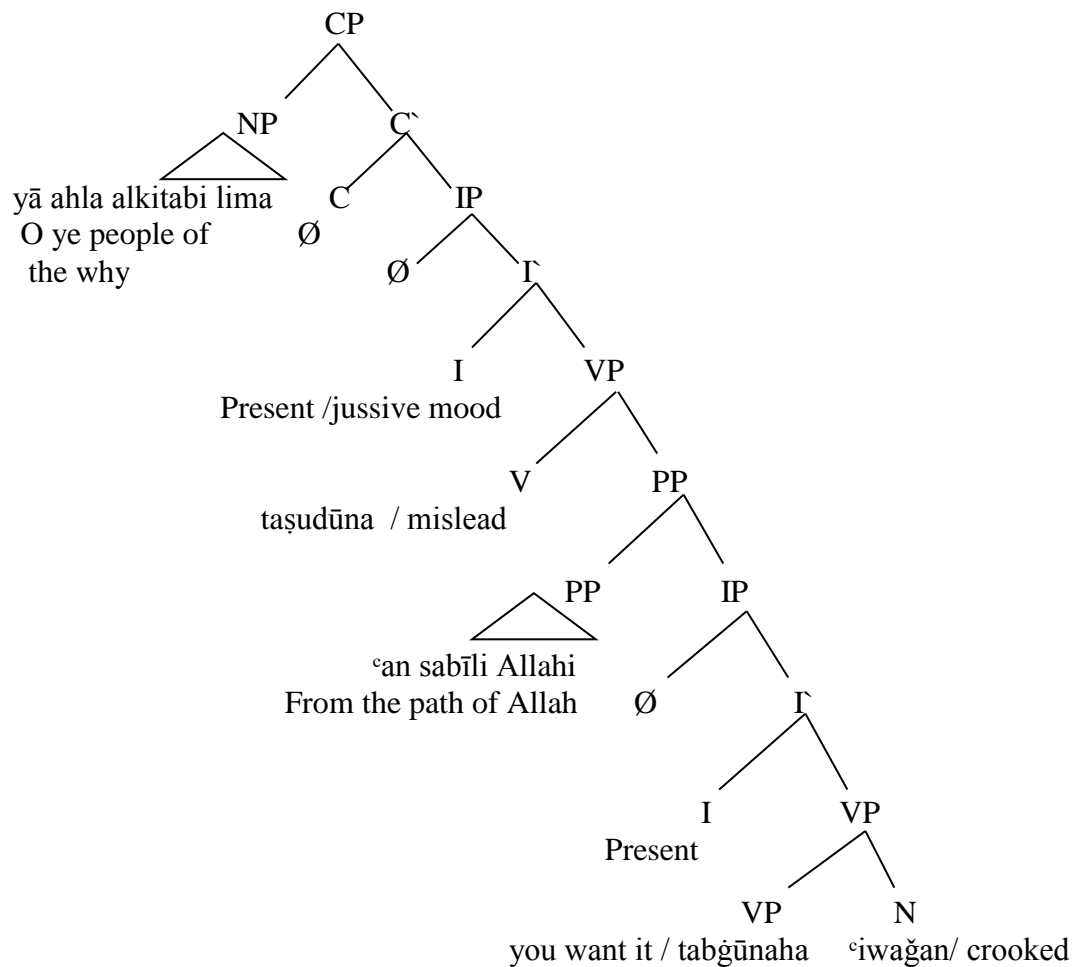 CP
NP C`
yā ahla alkitabi lima C IP
O ye people of Ø
the why Ø I`
I VP
Present /jussive mood
V PP
taṣudūna / mislead
PP IP
ᶜan sabīli Allahi
From the path of Allah Ø I`
I VP
Present
VP N
you want it / tabġūnaha ᶜiwaǧan/ crooked